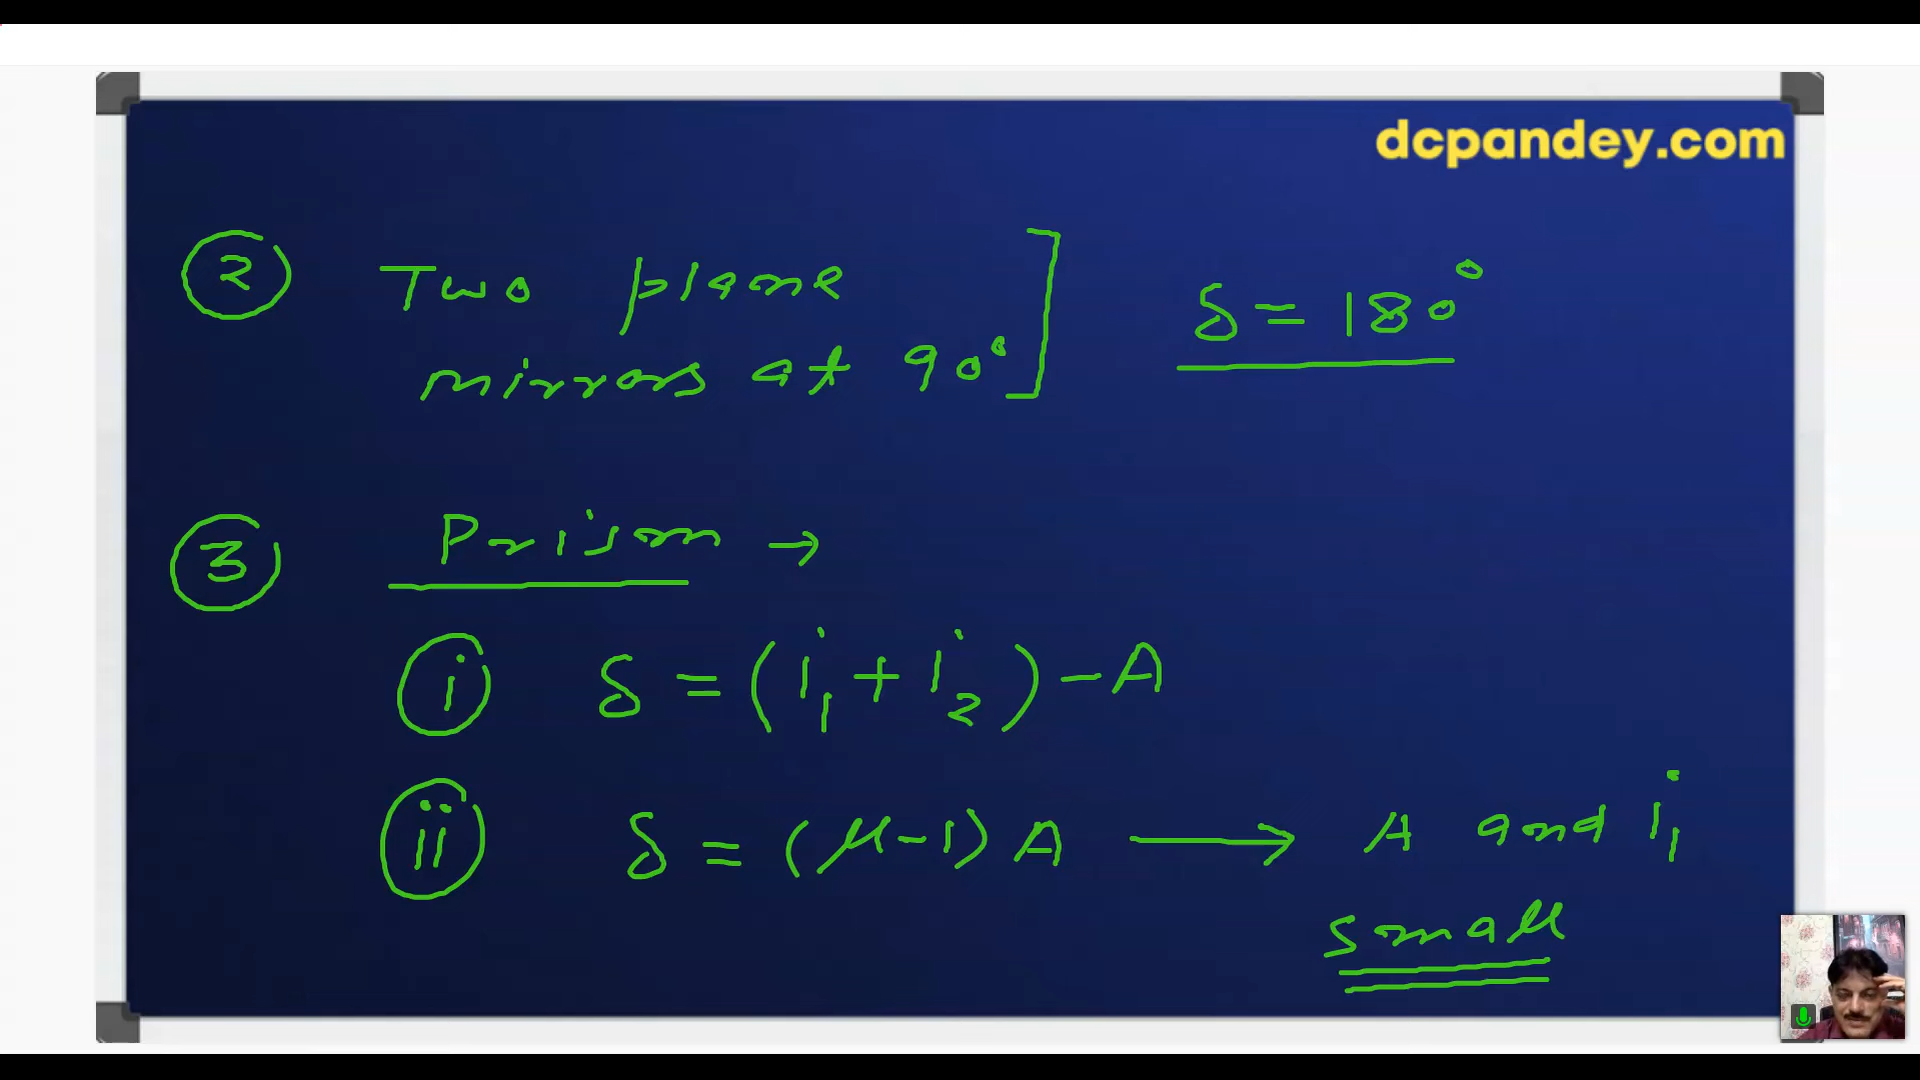 dcpandey.com
② Two plane mirrors at 90° ] δ = 180°
③ Prism →
ⓘ δ = (i₁ + i₂) - A
ii δ = (μ-1) A → A and i₁
small